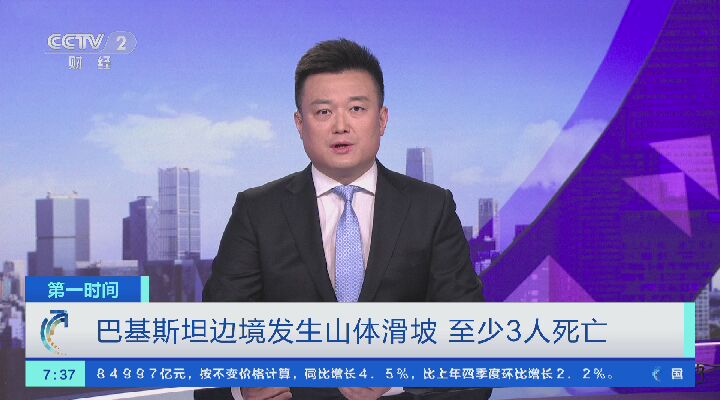 CCTV 2
财经
第一时间
巴基斯坦边境发生山体滑坡 至少3人死亡
7:37 84997亿元，按不变价格计算，同比增长4．5%，比上年四季度环比增长2．2%。 国